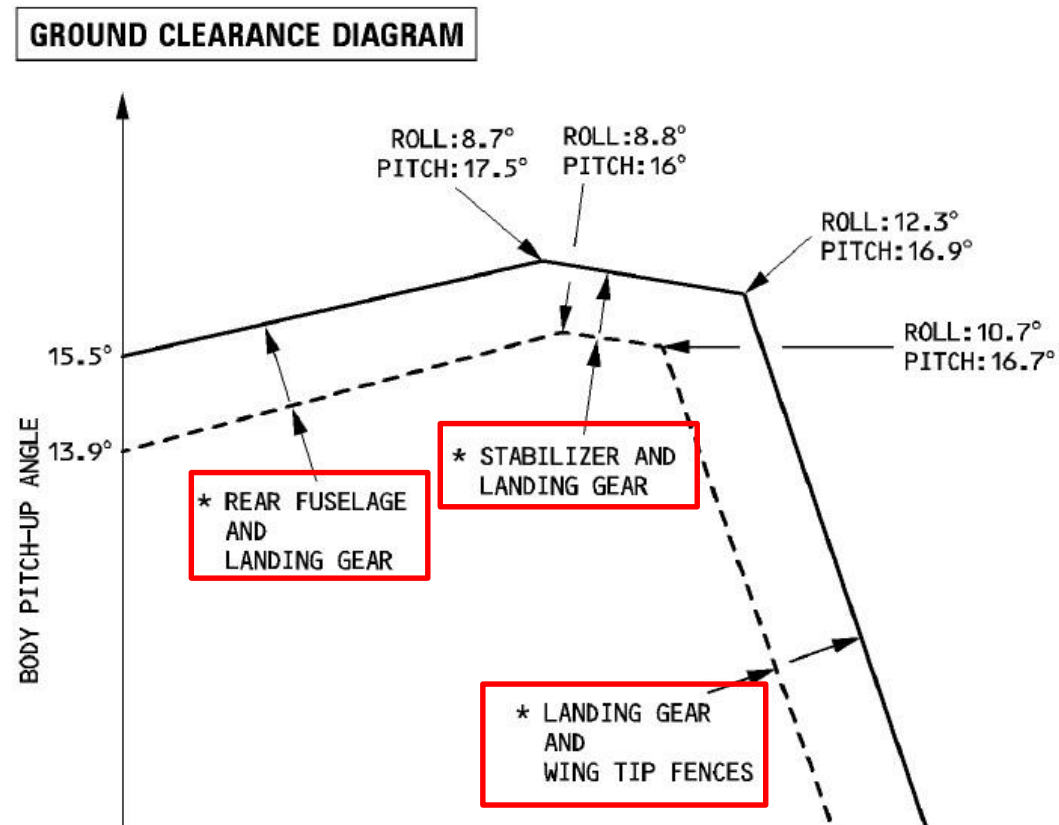 GROUND CLEARANCE DIAGRAM
ROLL:8.7°
PITCH:17.5°
ROLL:8.8°
PITCH:16°
ROLL:12.3°
PITCH:16.9°
ROLL:10.7°
PITCH:16.7°
15.5°
13.9°
BODY PITCH-UP ANGLE
* STABILIZER AND
LANDING GEAR
* REAR FUSELAGE
AND
LANDING GEAR
* LANDING GEAR
AND
WING TIP FENCES